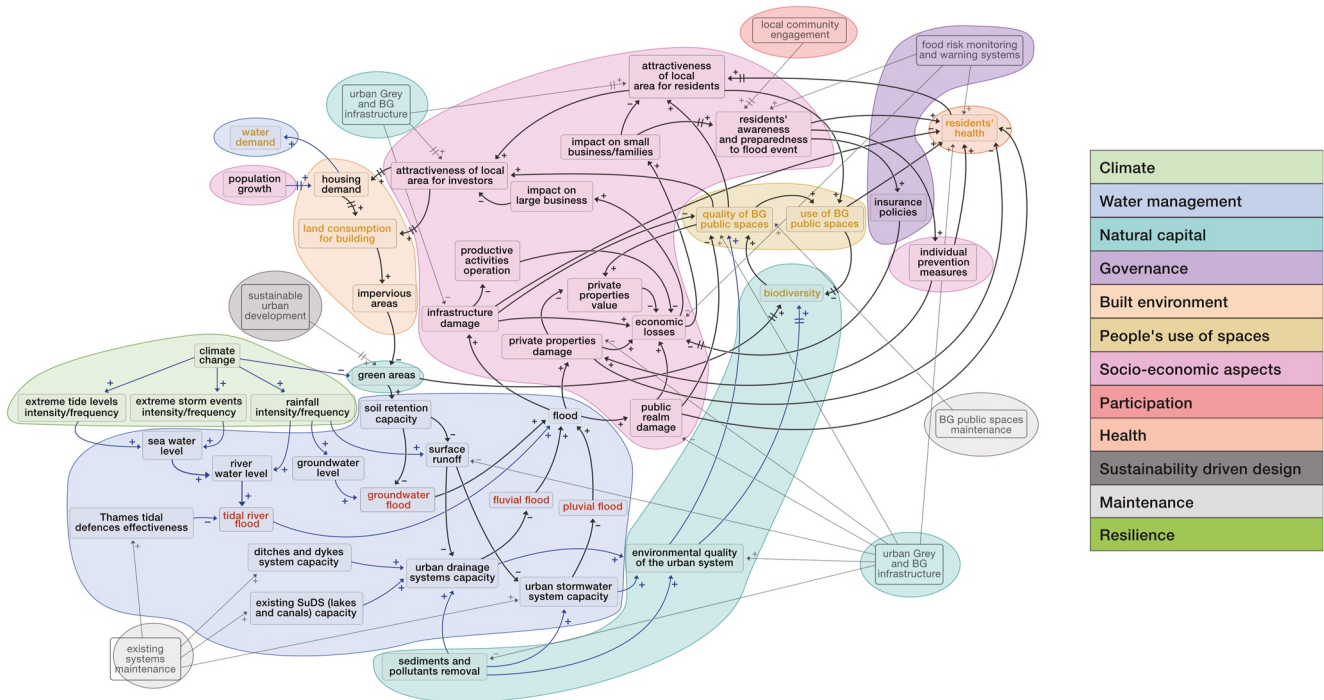 local community
engagement
food risk monitoring
and warning systems
attractiveness
of local
area for residents
urban Grey
and BG
infrastructure
residents'
awareness
and preparedness
to flood event
residents'
health
water
demand
impact on small
business/families
population
growth
housing
demand
attractiveness of local
area for investors
impact on
large business
insurance
policies
quality of BG
public spaces
use of BG
public spaces
land consumption
for building
productive
activities
operation
individual
prevention
measures
sustainable
urban
development
impervious
areas
private
properties
value
biodiversity
infrastructure
damage
economic
losses
private properties
damage
climate
change
green areas
extreme tide levels
intensity/frequency
extreme storm events
intensity/frequency
rainfall
intensity/frequency
soil retention
capacity
flood
public
realm
damage
BG public spaces
maintenance
sea water
level
river
water level
groundwater
level
surface
runoff
groundwater
flood
fluvial flood
pluvial flood
Thames tidal
defences effectiveness
tidal river
flood
ditches and dykes
system capacity
urban drainage
systems capacity
environmental quality
of the urban system
urban Grey
and BG
infrastructure
existing SuDS (lakes
and canals) capacity
urban stormwater
system capacity
existing
systems
maintenance
sediments and
pollutants removal
Climate
Water management
Natural capital
Governance
Built environment
People's use of spaces
Socio-economic aspects
Participation
Health
Sustainability driven design
Maintenance
Resilience